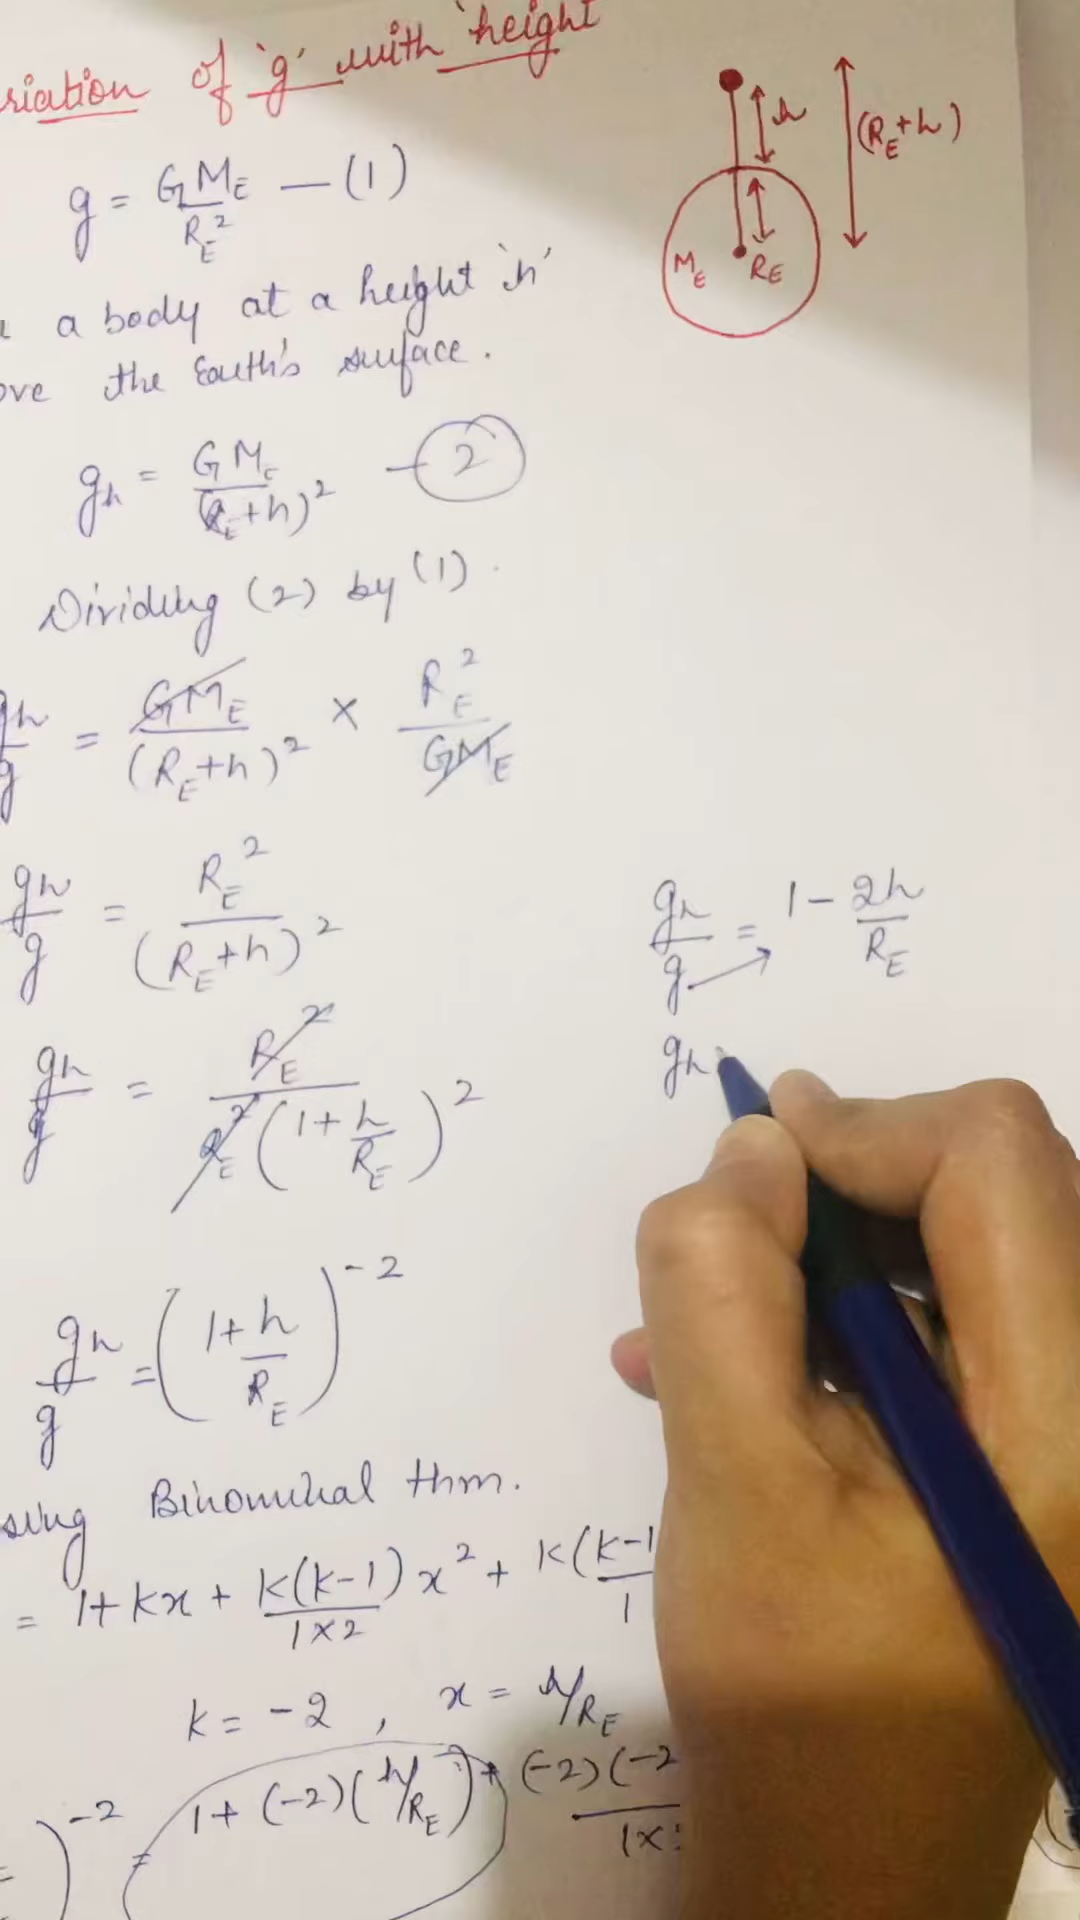 riation of 'g' with 'height
g = GM_E/R_E^2 — (1)
a body at a height 'h'
ove the Earth's surface.
g_h = GM_E/(R_E+h)^2 — 2
Dividing (2) by (1).
g_h/g = GM_E/(R_E+h)^2 × R_E^2/GM_E
g_h/g = R_E^2/(R_E+h)^2
g_h/g = R_E^2/R_E^2(1+h/R_E)^2
g_h/g = (1+h/R_E)^-2
sing Binomihal thm.
= 1+kx + k(k-1)/1×2 x^2 + k(k-1/1
k = -2 , x = h/R_E
)^-2 = 1+(-2)(h/R_E) + (-2)(-2/1×
h
(R_E+h)
M_E R_E
g_h/g = 1 - 2h/R_E
g_h